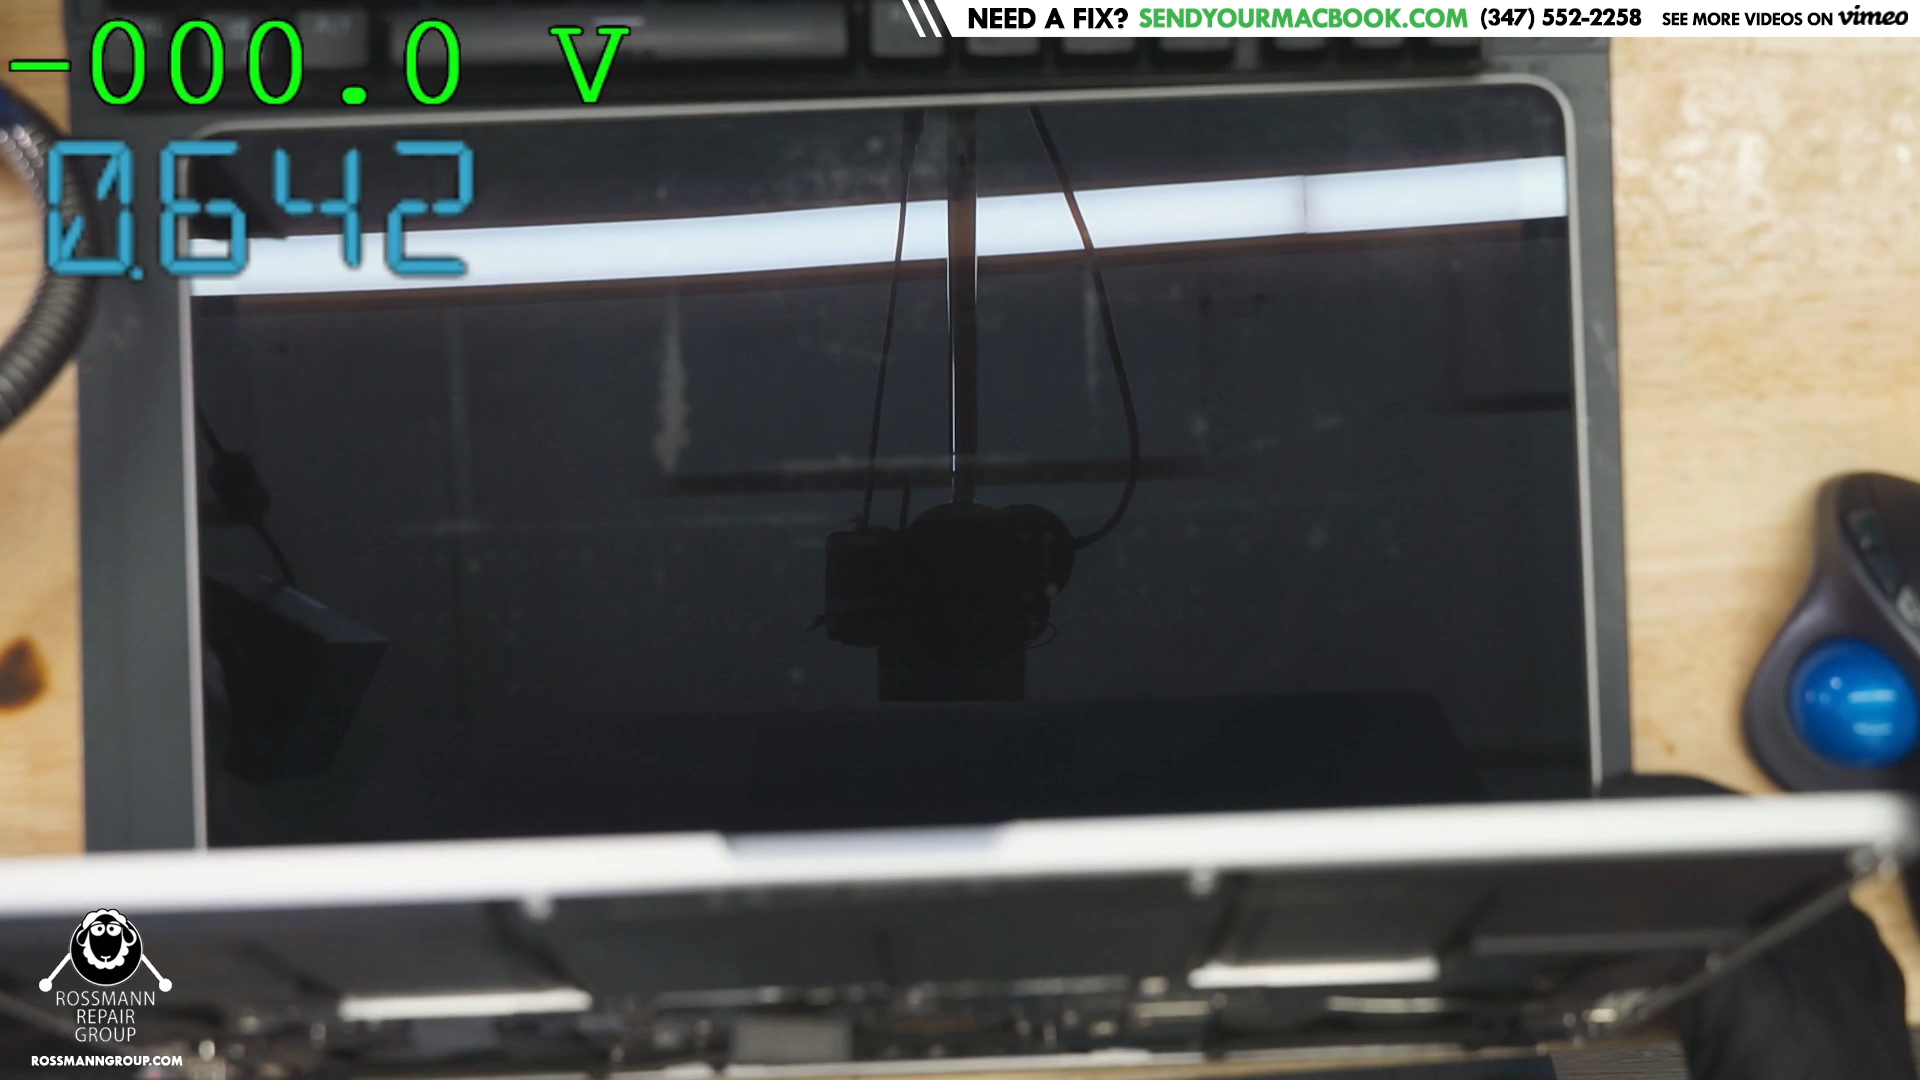 NEED A FIX? SENDYOURMACBOOK.COM (347) 552-2258 SEE MORE VIDEOS ON vimeo
-000.0 V
0.642
ROSSMANN
REPAIR
GROUP
ROSSMANNGROUP.COM